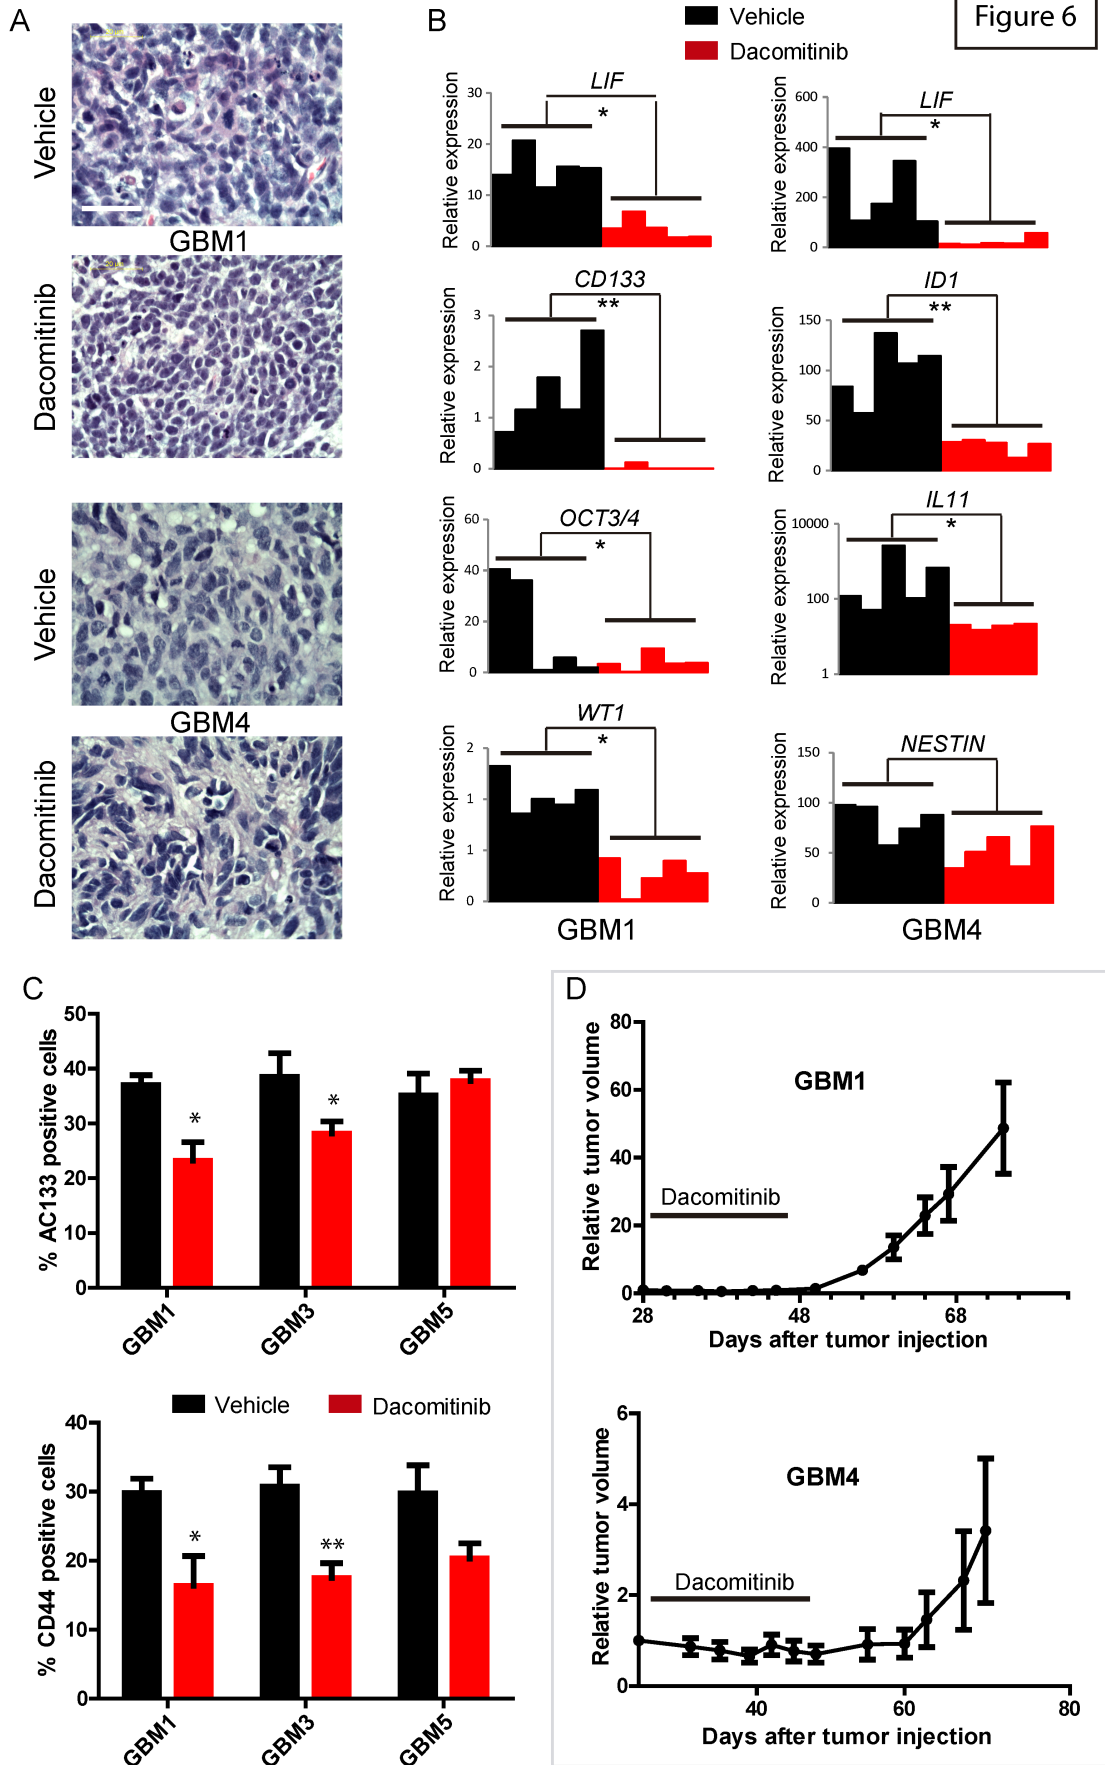 Figure 6
A
Vehicle
GBM1
Dacomitinib
Vehicle
GBM4
Dacomitinib
B
Vehicle
Dacomitinib
LIF
*
Relative expression
30
20
10
0
LIF
*
Relative expression
600
400
200
0
CD133
**
Relative expression
3
2
1
0
ID1
**
Relative expression
150
100
50
0
OCT3/4
*
Relative expression
60
40
20
0
IL11
*
Relative expression
10000
100
1
WT1
*
Relative expression
2
1
1
0
NESTIN
Relative expression
150
100
50
0
GBM1
GBM4
C
% AC133 positive cells
50
40
30
20
10
0
*
*
GBM1
GBM3
GBM5
Vehicle
Dacomitinib
% CD44 positive cells
40
30
20
10
0
*
**
GBM1
GBM3
GBM5
D
GBM1
Relative tumor volume
80
60
40
20
0
Dacomitinib
28 48 68
Days after tumor injection
GBM4
Relative tumor volume
6
4
2
0
Dacomitinib
40 60 80
Days after tumor injection